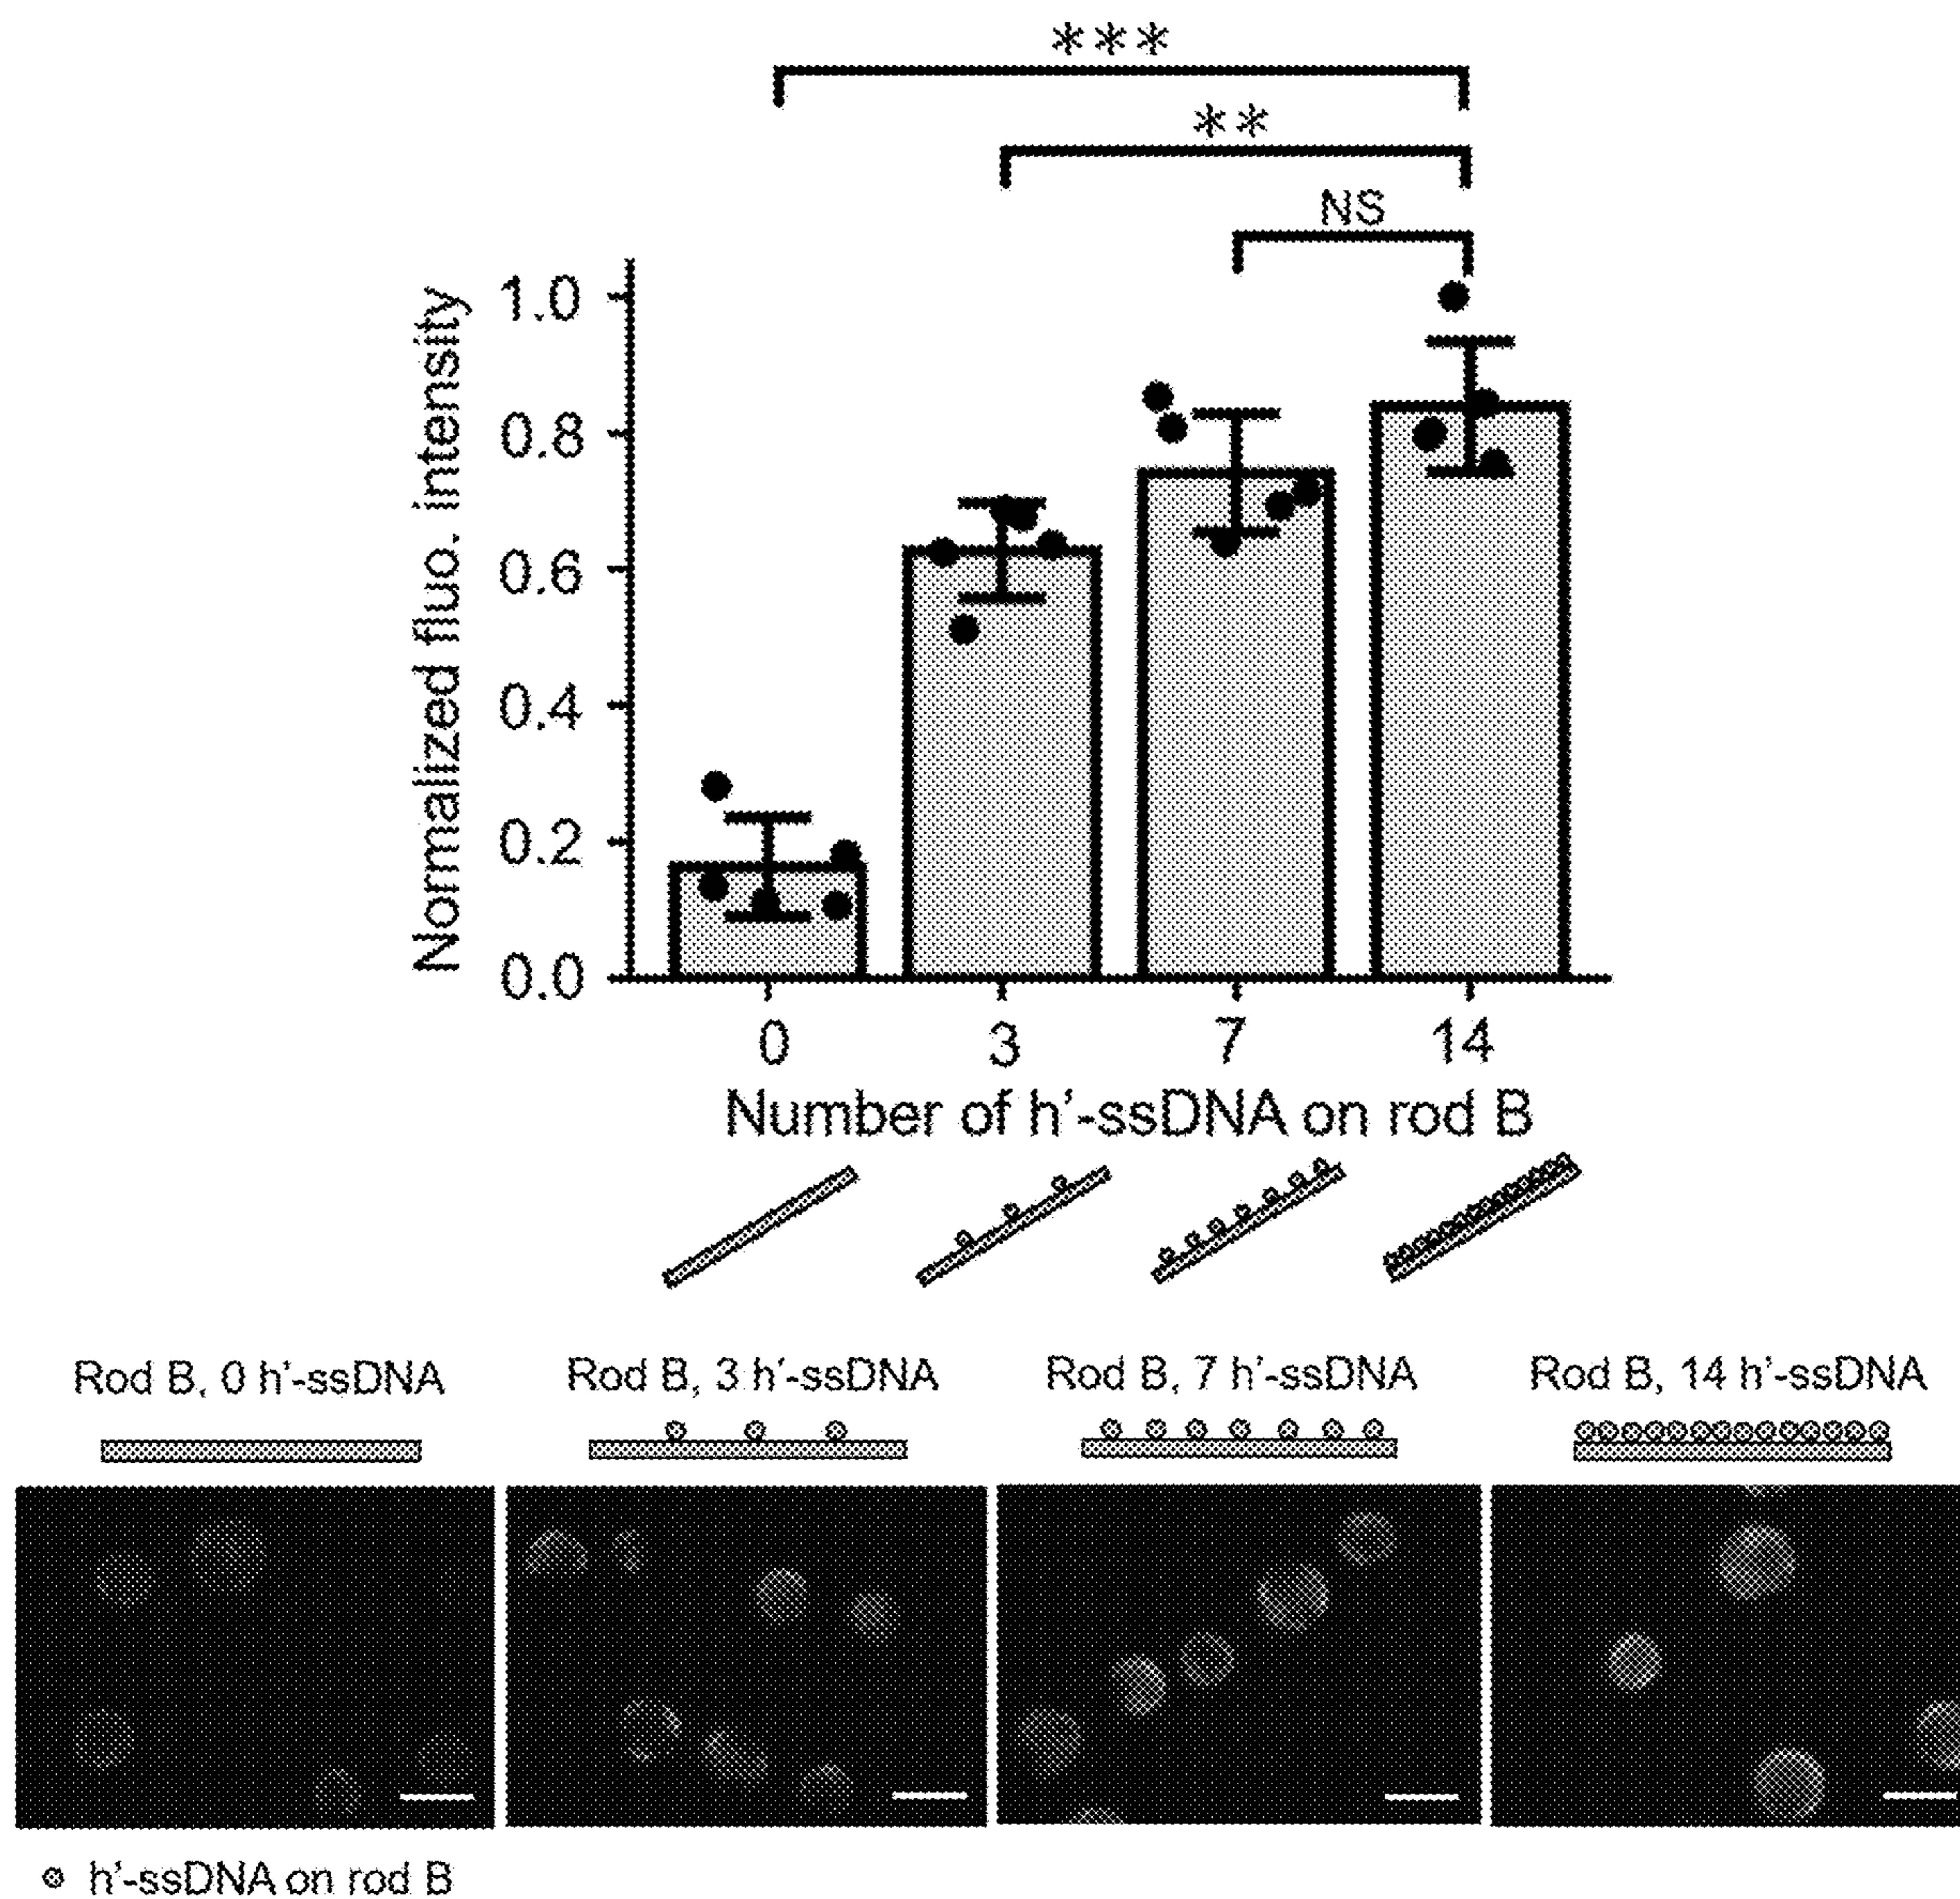 ***
**
NS
Normalized fluo. intensity
1.0
0.8
0.6
0.4
0.2
0.0
0 3 7 14
Number of h'-ssDNA on rod B
Rod B, 0 h'-ssDNA
Rod B, 3 h'-ssDNA
Rod B, 7 h'-ssDNA
Rod B, 14 h'-ssDNA
h'-ssDNA on rod B